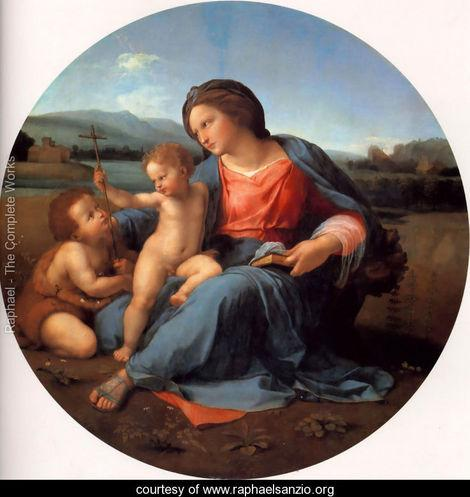 Raphael - The Complete Works
courtesy of www.raphaelsanzio.org